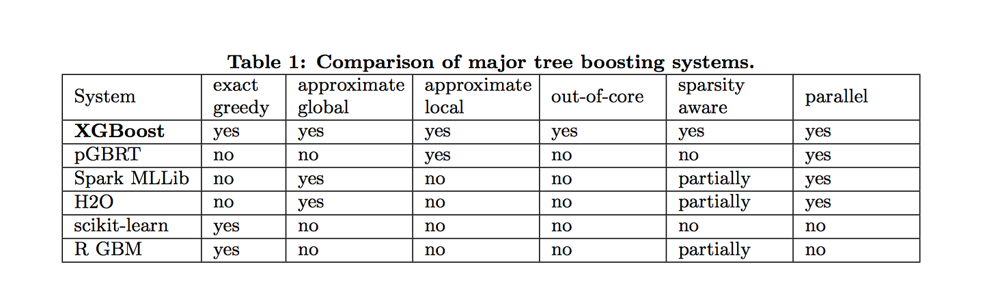 Table 1: Comparison of major tree boosting systems.
System exact greedy approximate global approximate local out-of-core sparsity aware parallel
XGBoost yes yes yes yes yes yes
pGBRT no no yes no no yes
Spark MLLib no yes no no partially yes
H2O no yes no no partially yes
scikit-learn yes no no no no no
R GBM yes no no no partially no